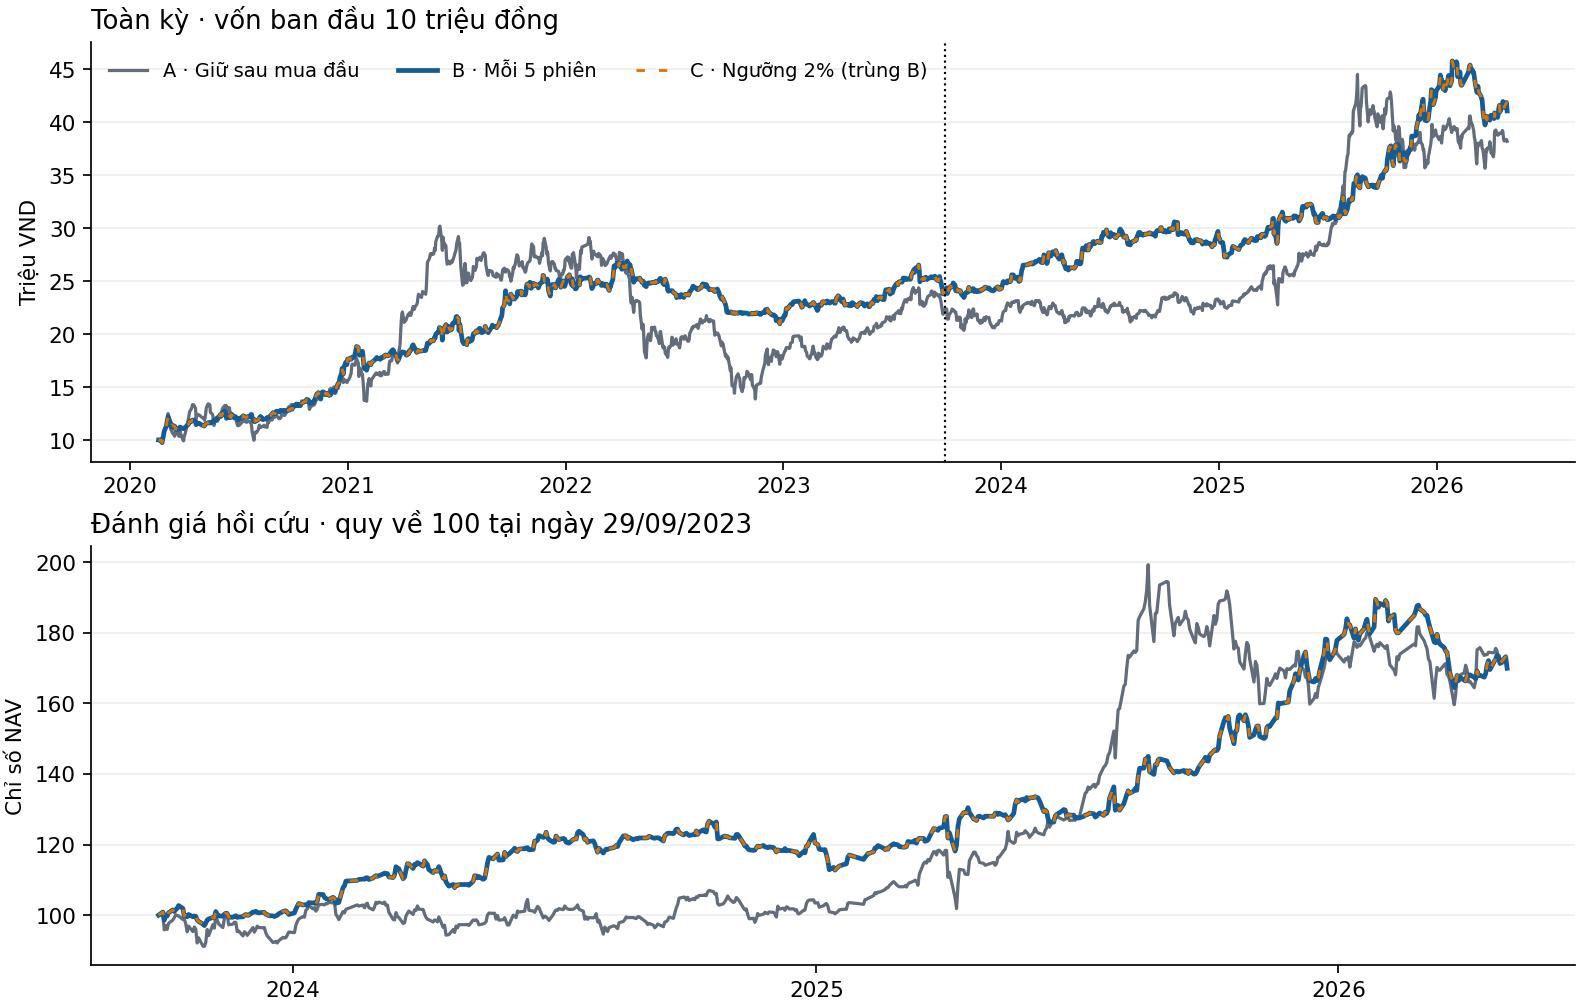 Toàn kỳ · vốn ban đầu 10 triệu đồng
A · Giữ sau mua đầu
B · Mỗi 5 phiên
C · Ngưỡng 2% (trùng B)
Triệu VND
45
40
35
30
25
20
15
10
2020 2021 2022 2023 2024 2025 2026
Đánh giá hồi cứu · quy về 100 tại ngày 29/09/2023
Chỉ số NAV
200
180
160
140
120
100
2024 2025 2026